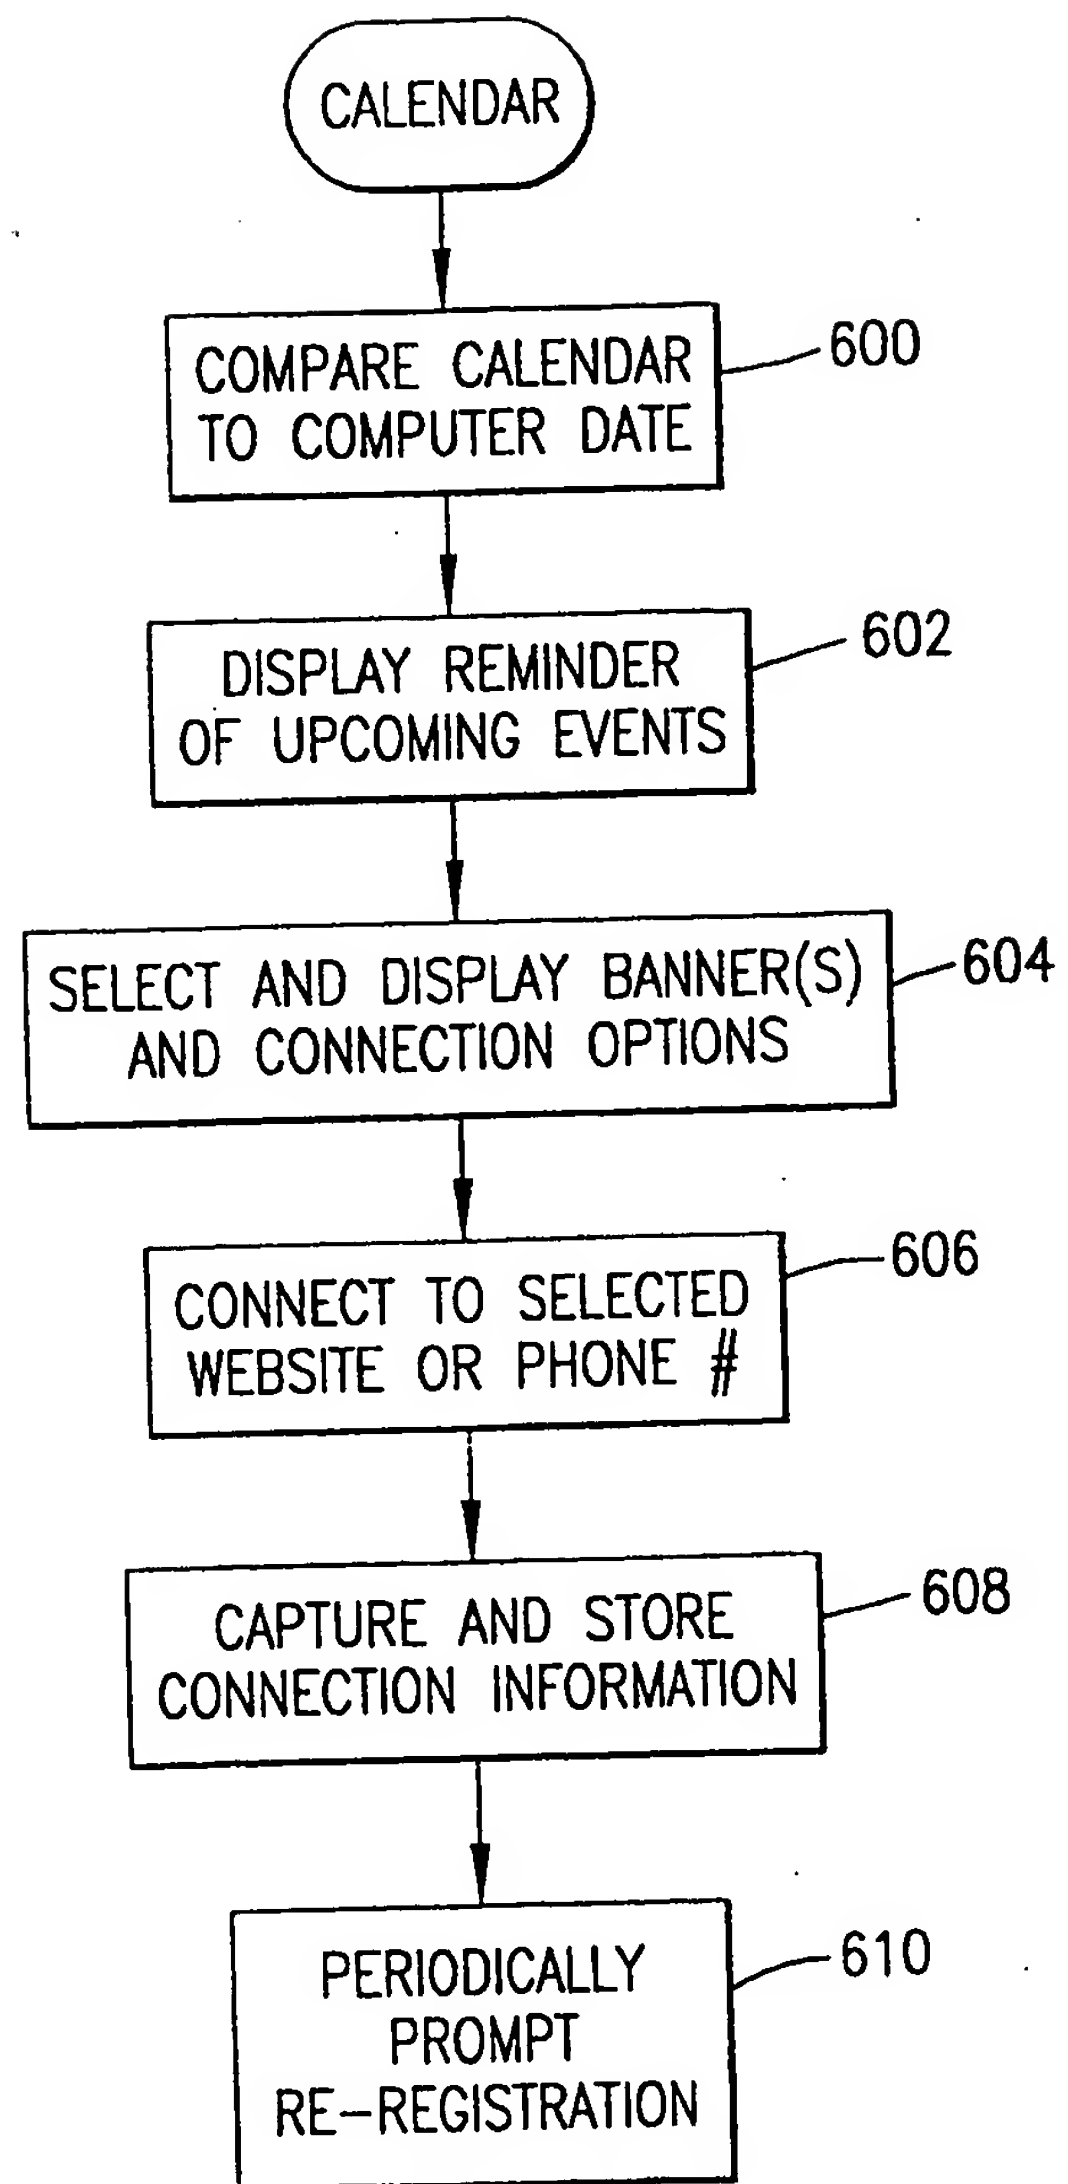 CALENDAR
COMPARE CALENDAR
TO COMPUTER DATE
600
DISPLAY REMINDER
OF UPCOMING EVENTS
602
SELECT AND DISPLAY BANNER(S)
AND CONNECTION OPTIONS
604
CONNECT TO SELECTED
WEBSITE OR PHONE #
606
CAPTURE AND STORE
CONNECTION INFORMATION
608
PERIODICALLY
PROMPT
RE-REGISTRATION
610